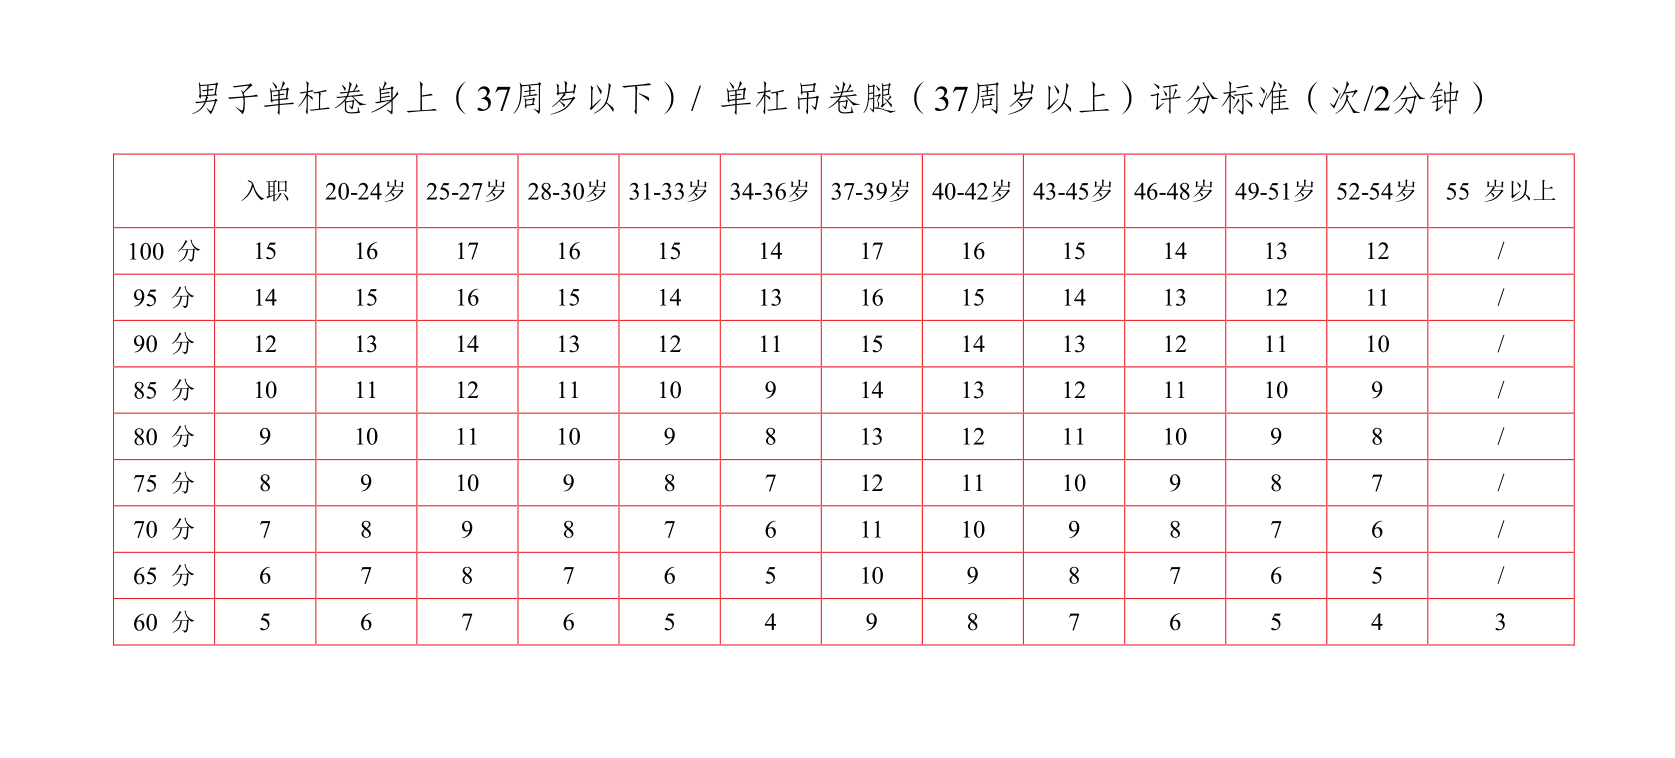 男子单杠卷身上（37周岁以下）/ 单杠吊卷腿（37周岁以上）评分标准（次/2分钟）
入职 20-24岁 25-27岁 28-30岁 31-33岁 34-36岁 37-39岁 40-42岁 43-45岁 46-48岁 49-51岁 52-54岁 55 岁以上
100 分 15 16 17 16 15 14 17 16 15 14 13 12 /
95 分 14 15 16 15 14 13 16 15 14 13 12 11 /
90 分 12 13 14 13 12 11 15 14 13 12 11 10 /
85 分 10 11 12 11 10 9 14 13 12 11 10 9 /
80 分 9 10 11 10 9 8 13 12 11 10 9 8 /
75 分 8 9 10 9 8 7 12 11 10 9 8 7 /
70 分 7 8 9 8 7 6 11 10 9 8 7 6 /
65 分 6 7 8 7 6 5 10 9 8 7 6 5 /
60 分 5 6 7 6 5 4 9 8 7 6 5 4 3